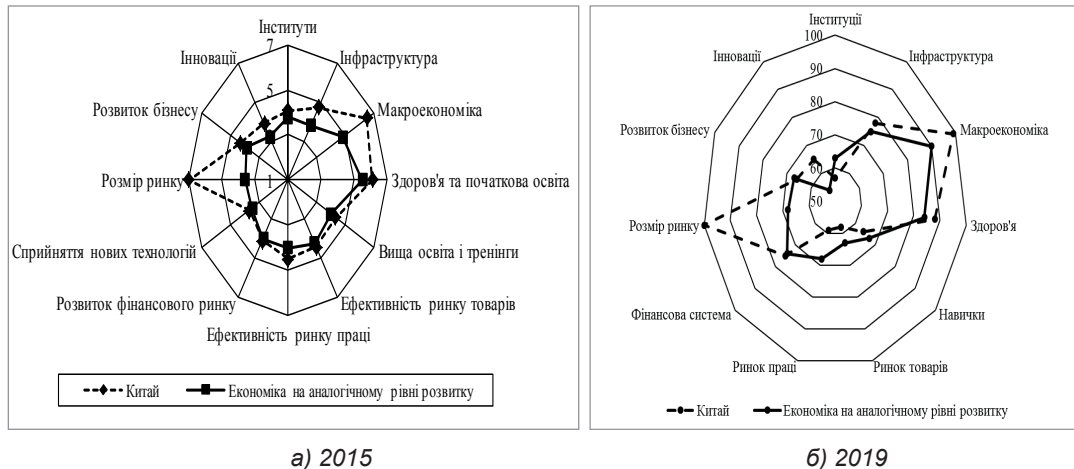 Інститути
7
Інновації
Інфраструктура
5
Розвиток бізнесу
Макроекономіка
Розмір ринку
1
Здоров'я та початкова освіта
Сприйняття нових технологій
Вища освіта і тренінги
Розвиток фінансового ринку
Ефективність ринку товарів
Ефективність ринку праці
Китай
Економіка на аналогічному рівні розвитку
а) 2015
Інституції
100
Інновації
Інфраструктура
90
80
Розвиток бізнесу
Макроекономіка
70
60
50
Розмір ринку
Здоров'я
Фінансова система
Навички
Ринок праці
Ринок товарів
Китай
Економіка на аналогічному рівні розвитку
б) 2019